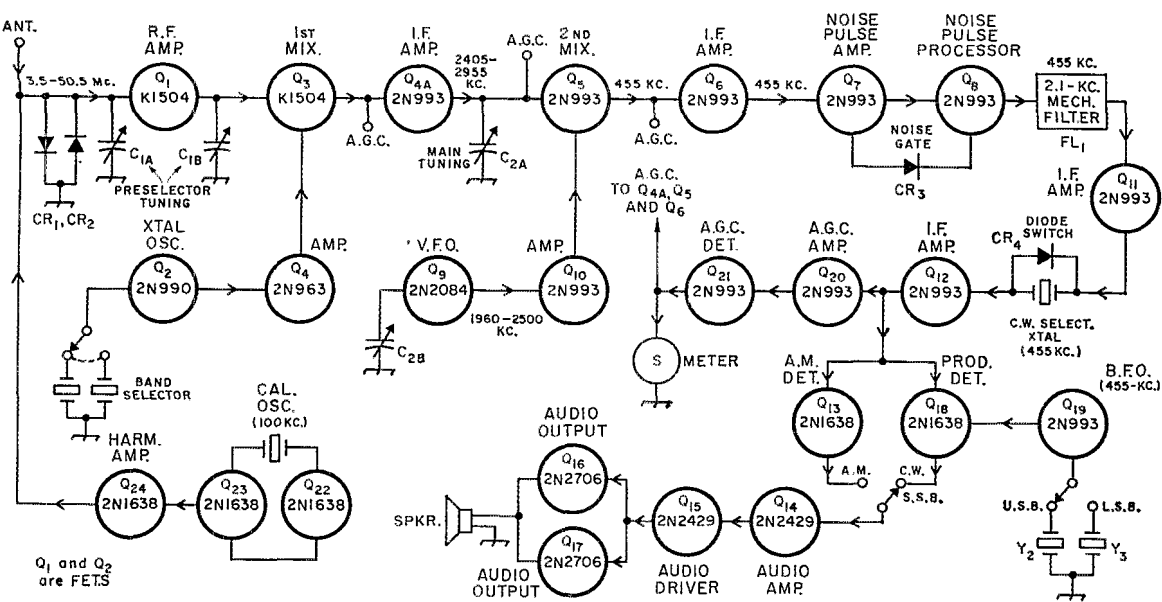 ANT.
3.5-50.5 Mc.
R.F.
AMP.
Q1
K1504
1ST
MIX.
Q3
K1504
A.G.C.
I.F.
AMP.
Q4A
2N993
2405-
2955
KC.
A.G.C.
2ND
MIX.
Q5
2N993
455 KC.
A.G.C.
I.F.
AMP.
Q6
2N993
455 KC.
NOISE
PULSE
AMP.
Q7
2N993
NOISE
PULSE
PROCESSOR
Q8
2N993
NOISE
GATE
CR3
455 KC.
2.1-KC.
MECH.
FILTER
FL1
I.F.
AMP.
Q11
2N993
CR1, CR2
C1A
C1B
PRESELECTOR
TUNING
MAIN
TUNING
C2A
XTAL
OSC.
Q2
2N990
AMP.
Q4
2N963
BAND
SELECTOR
V.F.O.
Q9
2N2084
C2B
1960-2500
KC.
AMP.
Q10
2N993
A.G.C.
TO Q4A, Q5
AND Q6
A.G.C.
DET.
Q21
2N993
A.G.C.
AMP.
Q20
2N993
I.F.
AMP.
Q12
2N993
DIODE
SWITCH
CR4
C.W. SELECT.
XTAL
(455 KC.)
S
METER
A.M.
DET.
Q13
2N1638
PROD.
DET.
Q18
2N1638
B.F.O.
(455-KC.)
Q19
2N993
A.M.
C.W.
S.S.B.
U.S.B.
L.S.B.
Y2
Y3
CAL.
OSC.
(100 KC.)
HARM.
AMP.
Q24
2N1638
Q23
2N1638
Q22
2N1638
AUDIO
OUTPUT
Q16
2N2706
SPKR.
Q17
2N2706
AUDIO
OUTPUT
Q15
2N2429
AUDIO
DRIVER
Q14
2N2429
AUDIO
AMP.
Q1 and Q2
are FETS